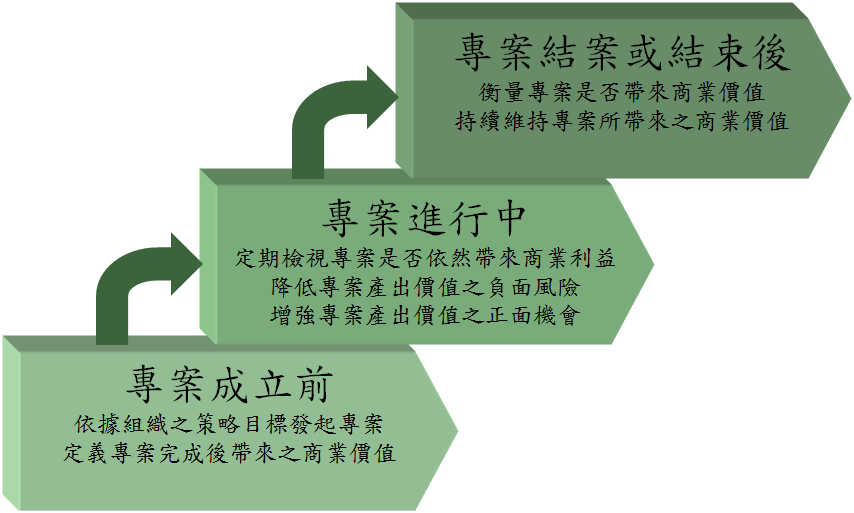 專案結案或結束後
衡量專案是否帶來商業價值
持續維持專案所帶來之商業價值
專案進行中
定期檢視專案是否依然帶來商業利益
降低專案產出價值之負面風險
增強專案產出價值之正面機會
專案成立前
依據組織之策略目標發起專案
定義專案完成後帶來之商業價值